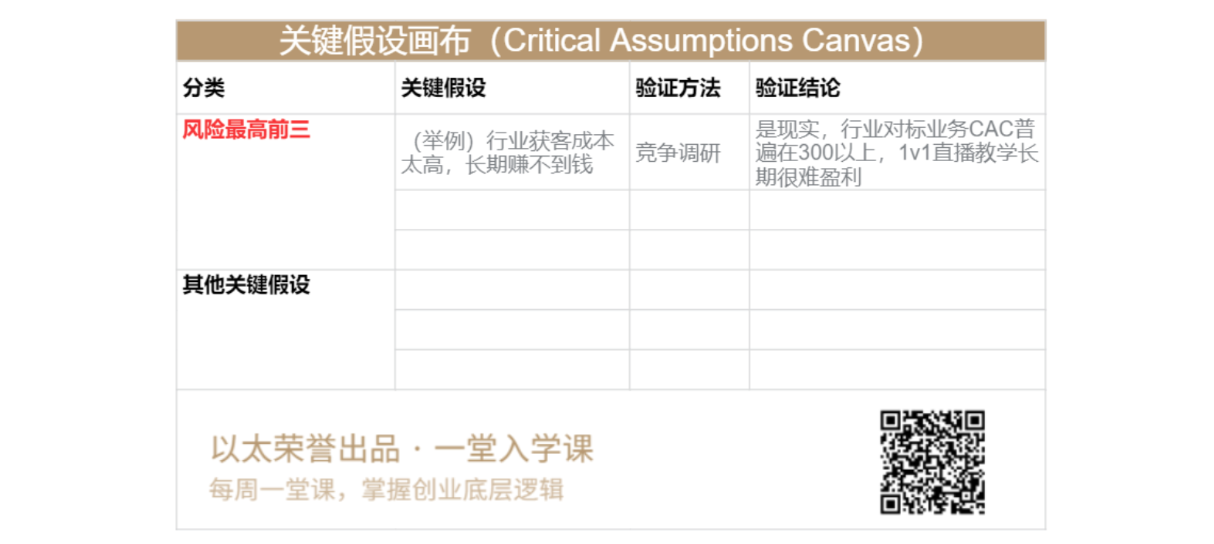 关键假设画布（Critical Assumptions Canvas）
分类 关键假设 验证方法 验证结论
风险最高前三
（举例）行业获客成本
太高，长期赚不到钱
竞争调研
是现实，行业对标业务CAC普
遍在300以上，1v1直播教学长
期很难盈利
其他关键假设
以太荣誉出品 · 一堂入学课
每周一堂课，掌握创业底层逻辑